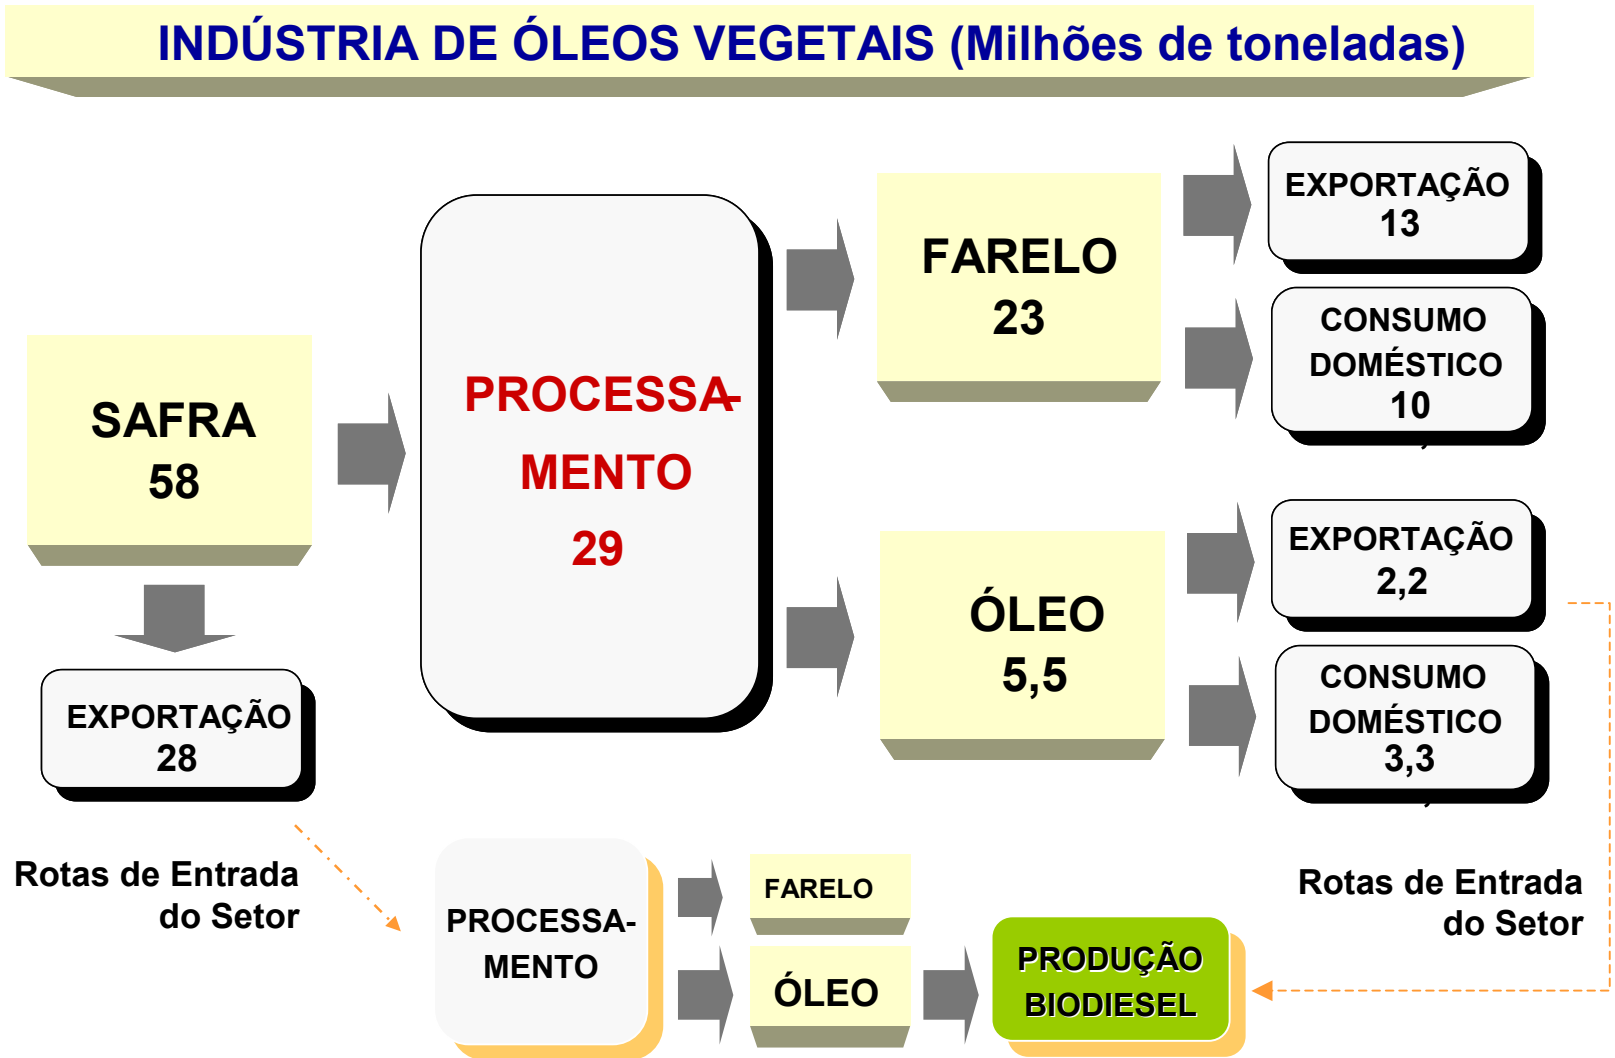 INDÚSTRIA DE ÓLEOS VEGETAIS (Milhões de toneladas)
SAFRA
58
EXPORTAÇÃO
28
PROCESSA-
MENTO
29
FARELO
23
EXPORTAÇÃO
13
CONSUMO
DOMÉSTICO
10
ÓLEO
5,5
EXPORTAÇÃO
2,2
CONSUMO
DOMÉSTICO
3,3
Rotas de Entrada
do Setor
PROCESSA-
MENTO
FARELO
ÓLEO
PRODUÇÃO
BIODIESEL
Rotas de Entrada
do Setor